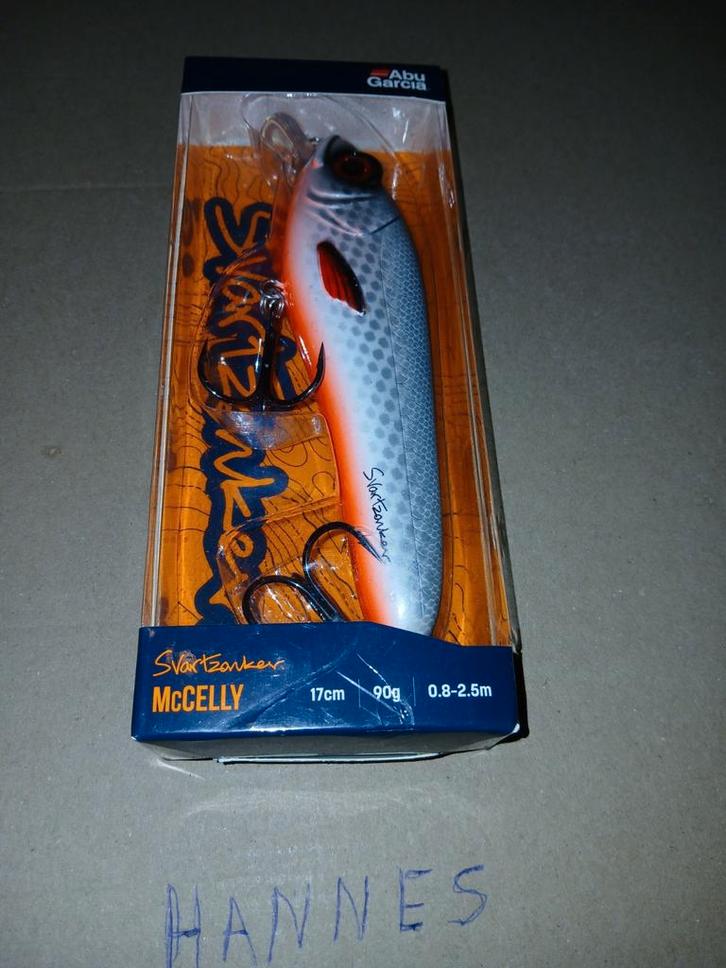 Abu
Garcia
Svartzonker
Svartzonker
Svartzonker
McCELLY
17cm 90g 0.8-2.5m
HANNES